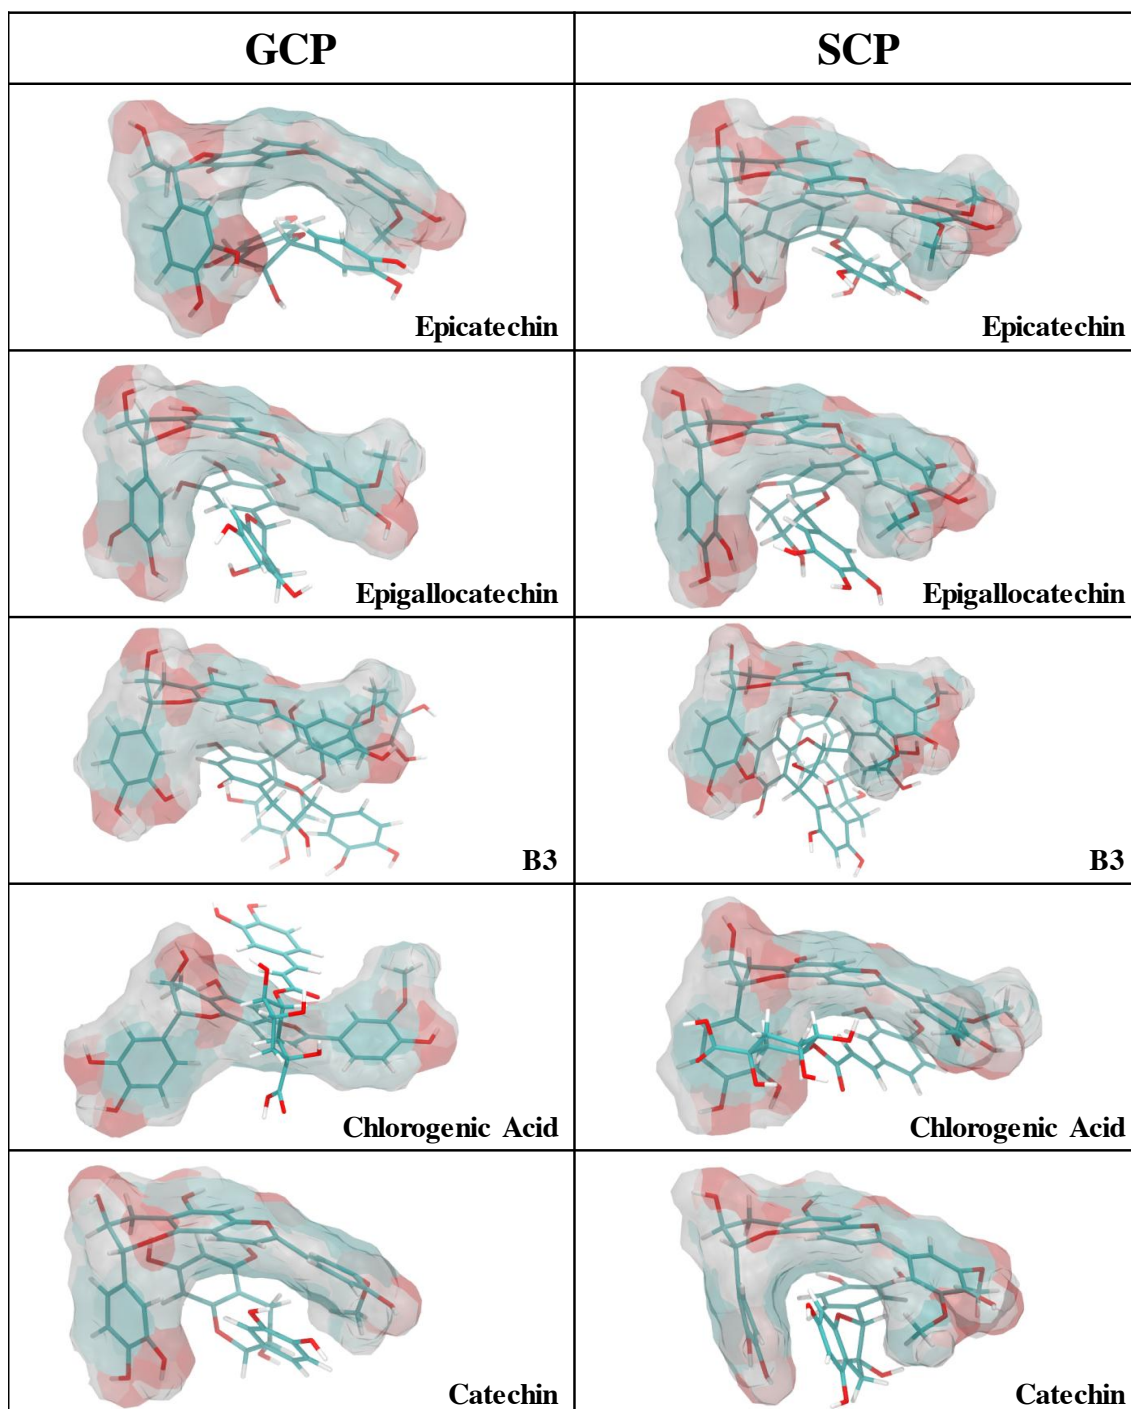 GCP SCP
Epicatechin Epicatechin
Epigallocatechin Epigallocatechin
B3 B3
Chlorogenic Acid Chlorogenic Acid
Catechin Catechin